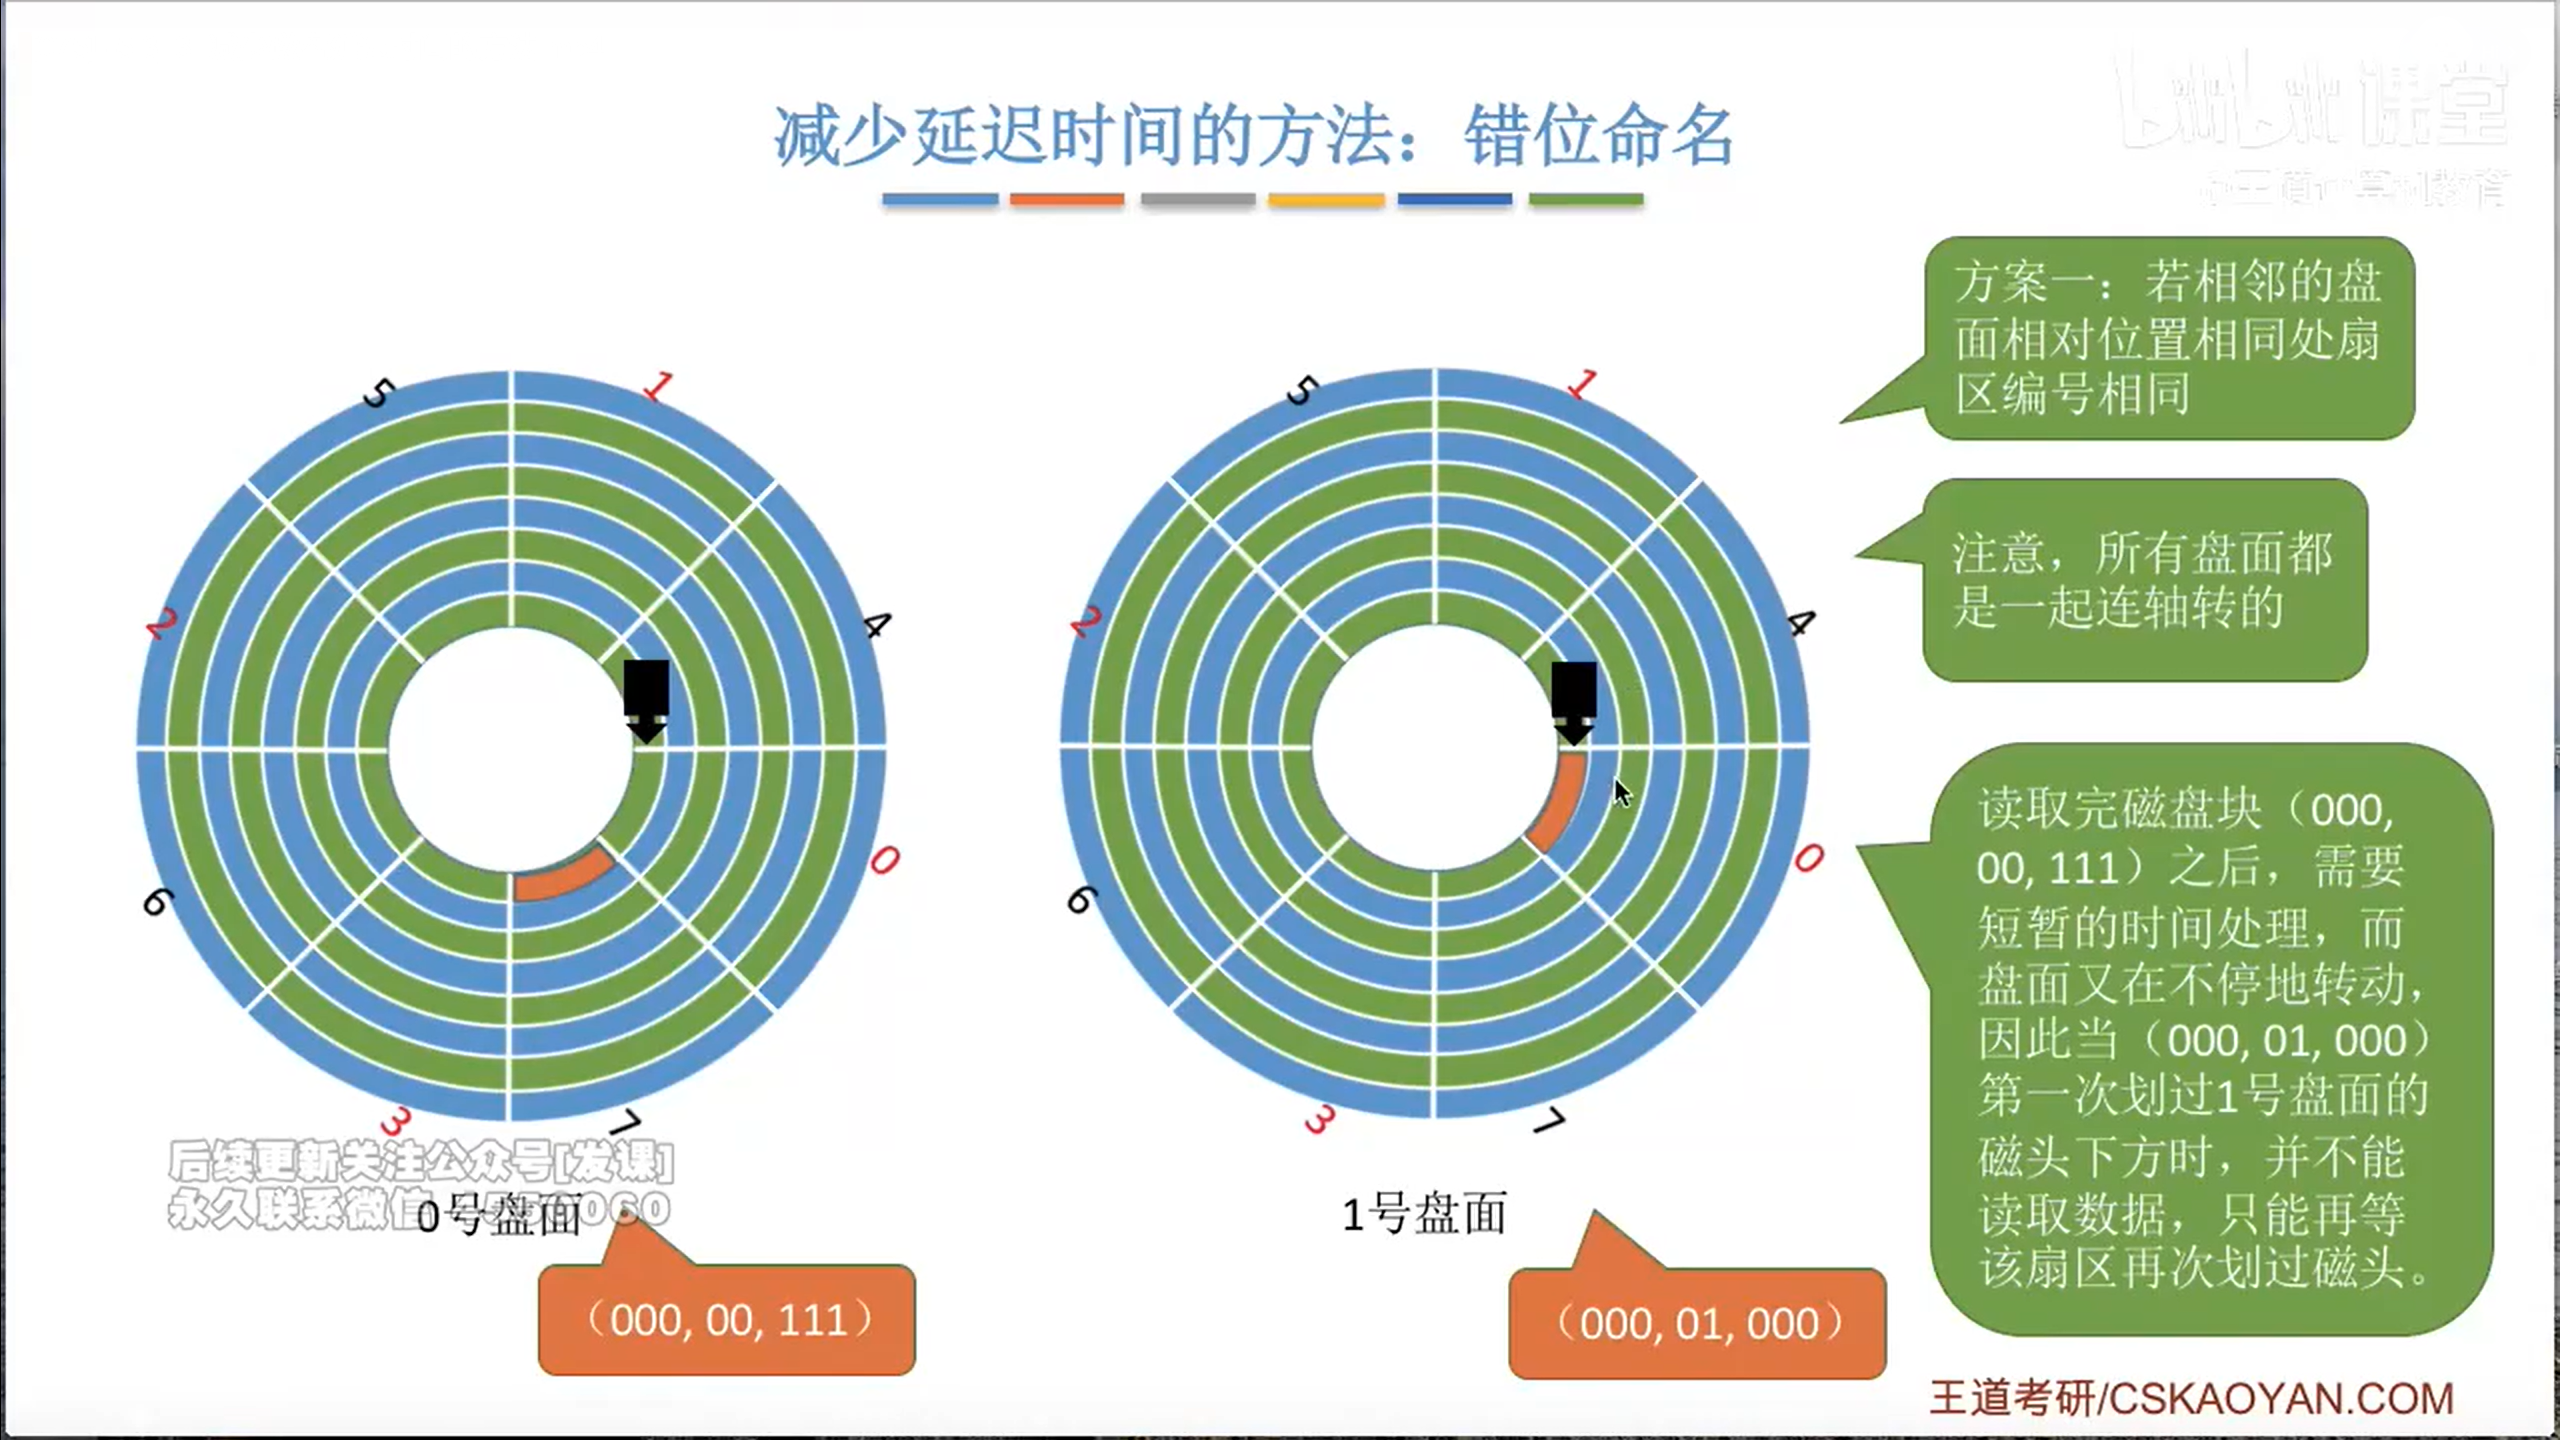 减少延迟时间的方法：错位命名
bilibili 课堂
@王道计算机教育
5
1
4
0
7
3
6
2
5
1
4
0
7
3
6
2
方案一：若相邻的盘
面相对位置相同处扇
区编号相同
注意，所有盘面都
是一起连轴转的
读取完磁盘块（000,
00, 111）之后，需要
短暂的时间处理，而
盘面又在不停地转动，
因此当（000, 01, 000）
第一次划过1号盘面的
磁头下方时，并不能
读取数据，只能再等
该扇区再次划过磁头。
后续更新关注公众号[发课]
永久联系微信
0号盘面
1号盘面
（000, 00, 111）
（000, 01, 000）
王道考研/CSKAOYAN.COM